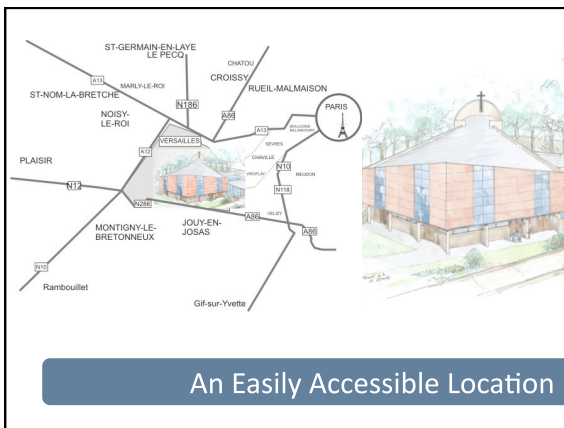 ST-GERMAIN-EN-LAYE
LE PECQ
CHATOU
CROISSY
A13
MARLY-LE-ROI
RUEIL-MALMAISON
ST-NOM-LA-BRETCHE
N186
A86
PARIS
NOISY-
LE-ROI
A13
VERSAILLES
SEVRES
A12
CHAVILLE
PLAISIR
N10
VIROFLAY
MEUDON
N12
N118
N286
VELIZY
A86
MONTIGNY-LE-
BRETONNEUX
JOUY-EN-
JOSAS
A86
N10
Rambouillet
Gif-sur-Yvette
An Easily Accessible Location